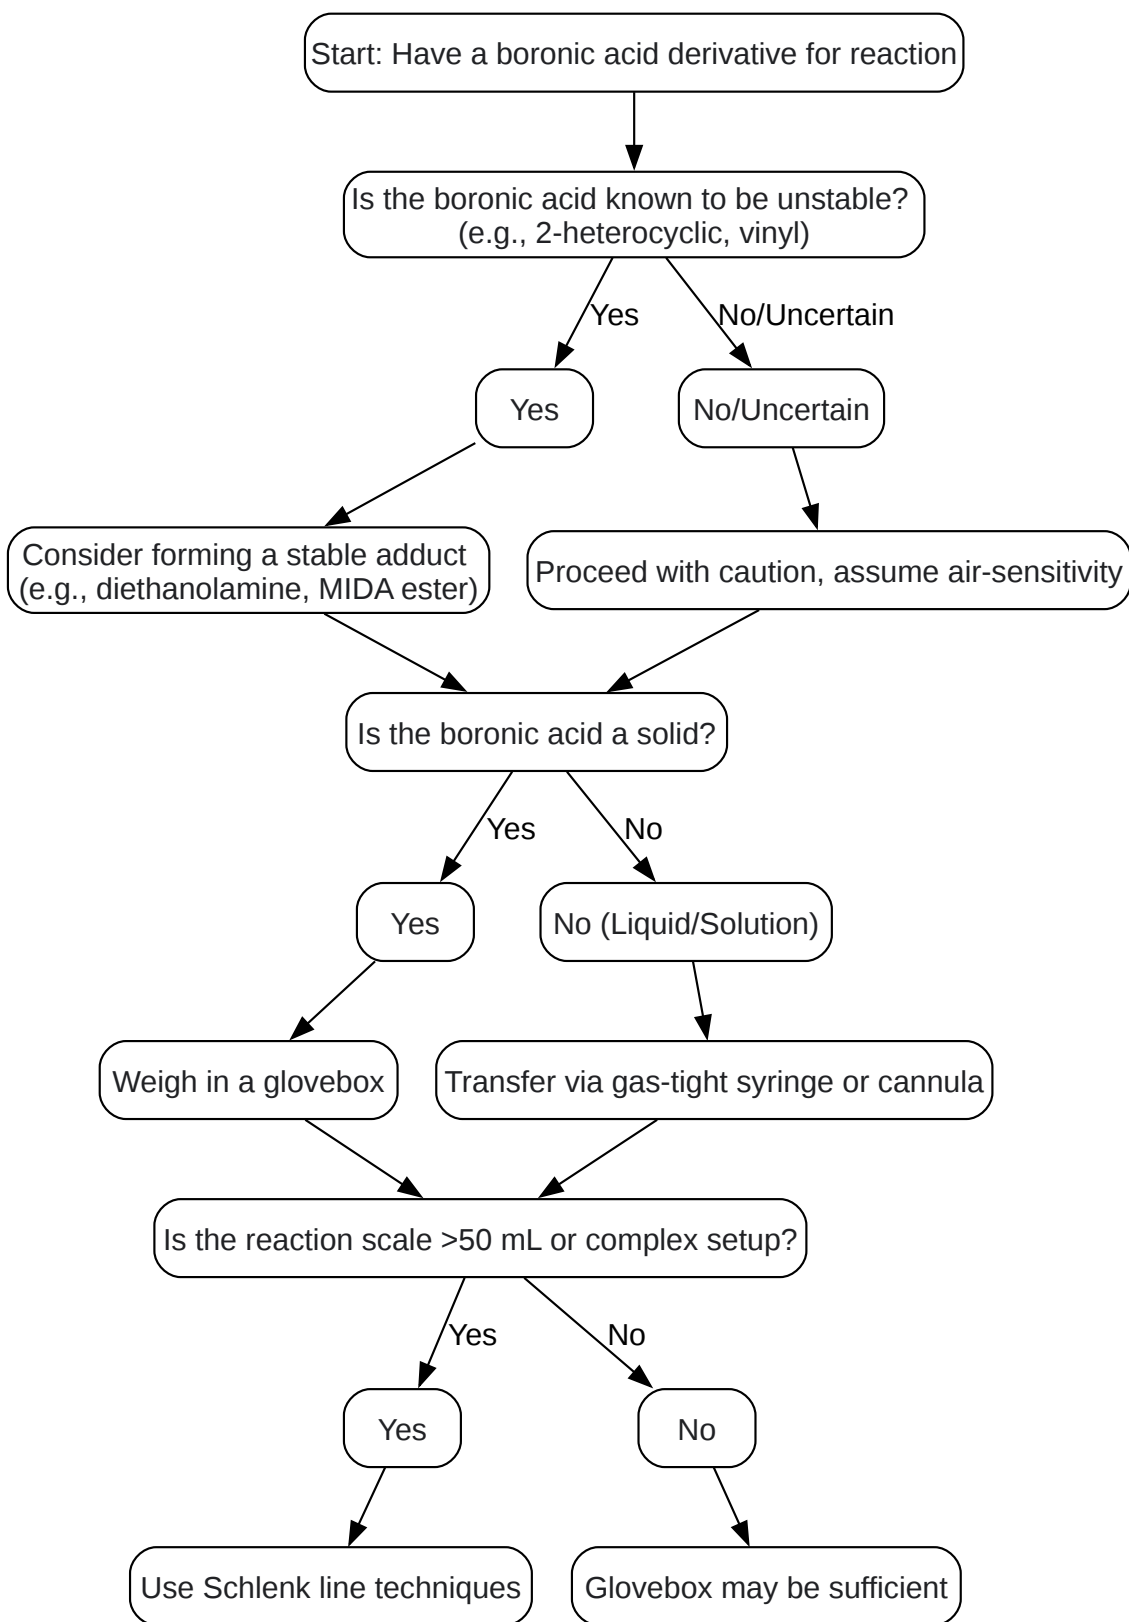 Start: Have a boronic acid derivative for reaction
Is the boronic acid known to be unstable?
(e.g., 2-heterocyclic, vinyl)
Yes
No/Uncertain
Yes
No/Uncertain
Consider forming a stable adduct
(e.g., diethanolamine, MIDA ester)
Proceed with caution, assume air-sensitivity
Is the boronic acid a solid?
Yes
No
Yes
No (Liquid/Solution)
Weigh in a glovebox
Transfer via gas-tight syringe or cannula
Is the reaction scale >50 mL or complex setup?
Yes
No
Yes
No
Use Schlenk line techniques
Glovebox may be sufficient